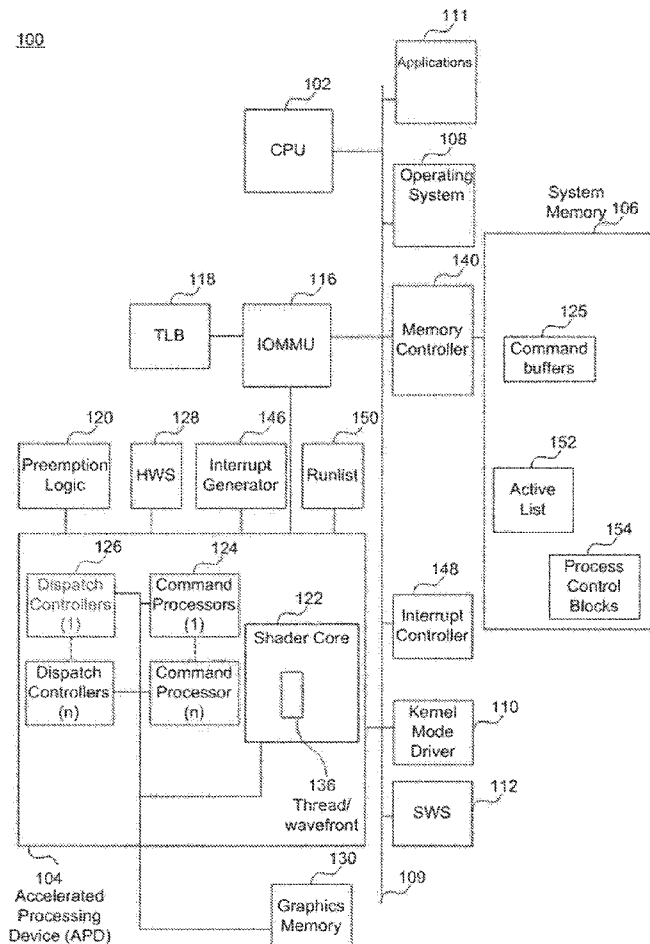 100
111
Applications
102
CPU
108
Operating
System
System
Memory 106
118
TLB
116
IOMMU
140
Memory
Controller
125
Command
buffers
120
Preemption
Logic
128
HWS
146
Interrupt
Generator
150
Runlist
152
Active
List
154
Process
Control
Blocks
126
Dispatch
Controllers
(1)
124
Command
Processors
(1)
122
Shader Core
148
Interrupt
Controller
Dispatch
Controllers
(n)
Command
Processor
(n)
136
Thread/
wavefront
110
Kernel
Mode
Driver
112
SWS
104
Accelerated
Processing
Device (APD)
130
Graphics
Memory
109